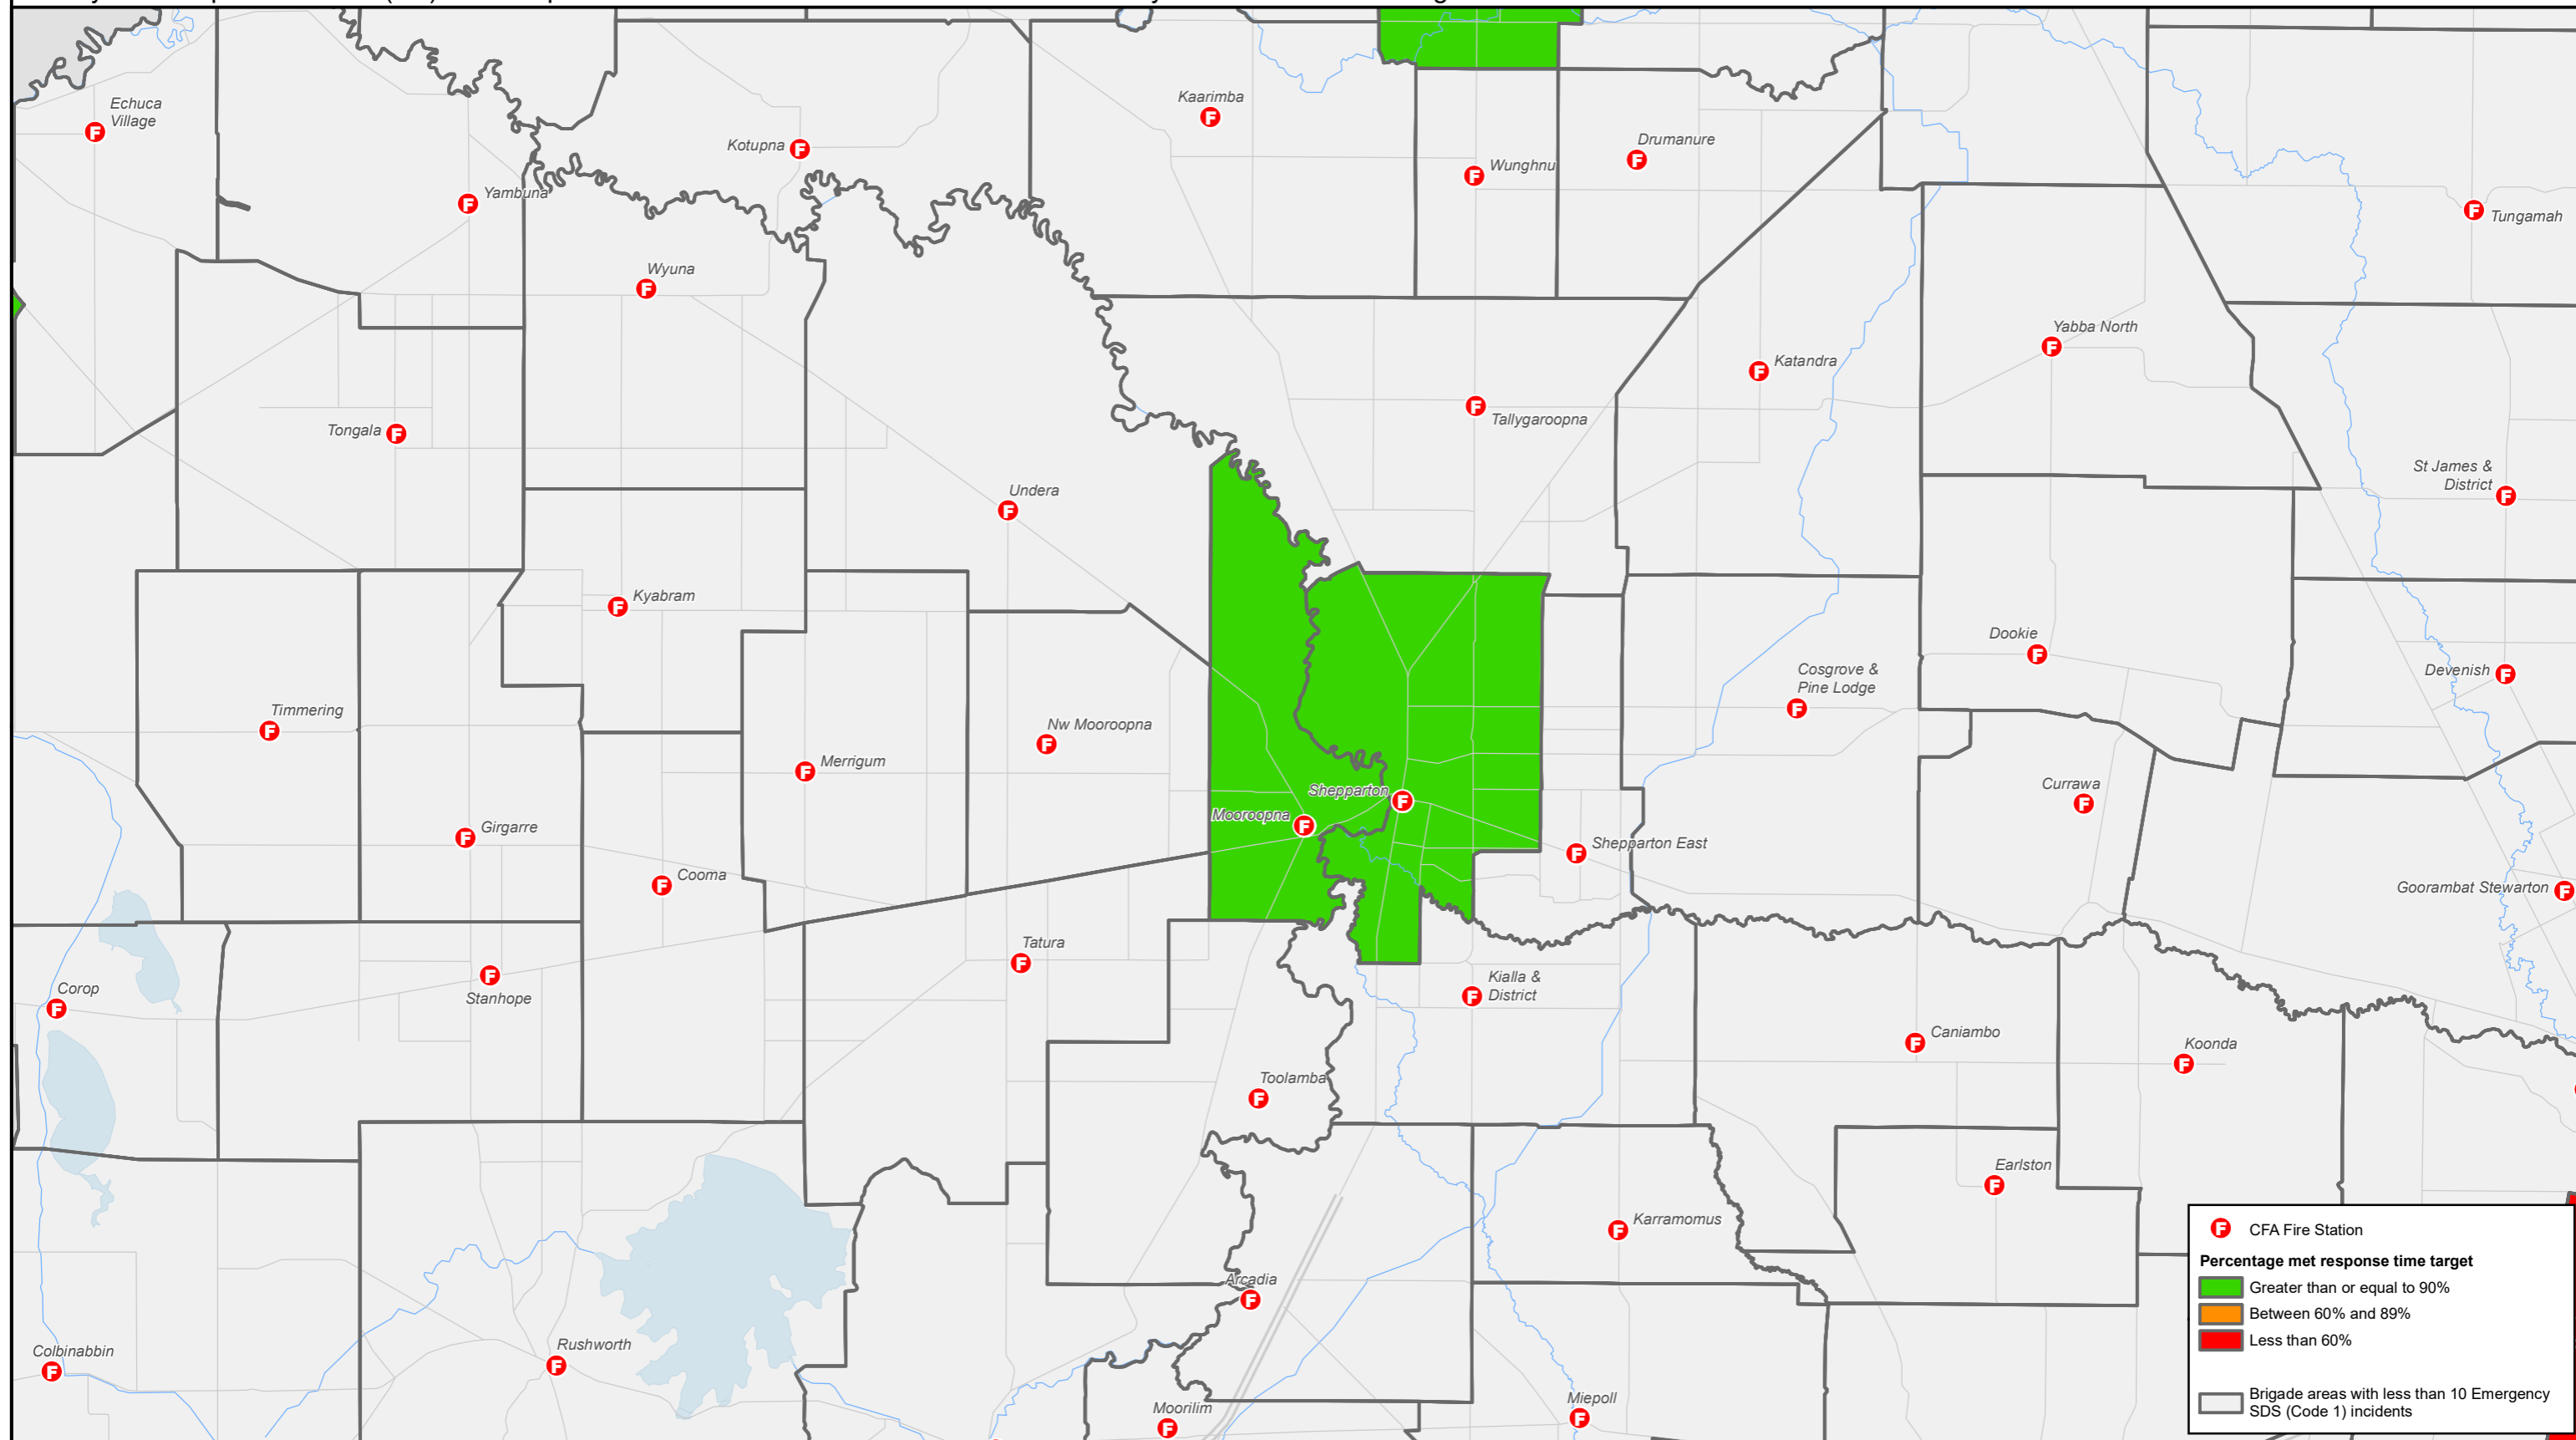 Echuca
Village
Kaarimba
Kotupna
Drumanure
Wunghnu
Yambuna
Tungamah
Wyuna
Yabba North
Katandra
Tallygaroopna
Tongala
St James &
District
Undera
Kyabram
Dookie
Cosgrove &
Pine Lodge
Devenish
Timmering
Nw Mooroopna
Merrigum
Shepparton
Currawa
Mooroopna
Girgarre
Shepparton East
Cooma
Goorambat Stewarton
Tatura
Kialla &
District
Corop
Stanhope
Caniambo
Koonda
Toolamba
Earlston
Karramomus
Arcadia
Rushworth
Colbinabbin
Miepoll
Moorilim
CFA Fire Station
Percentage met response time target
Greater than or equal to 90%
Between 60% and 89%
Less than 60%
Brigade areas with less than 10 Emergency
SDS (Code 1) incidents